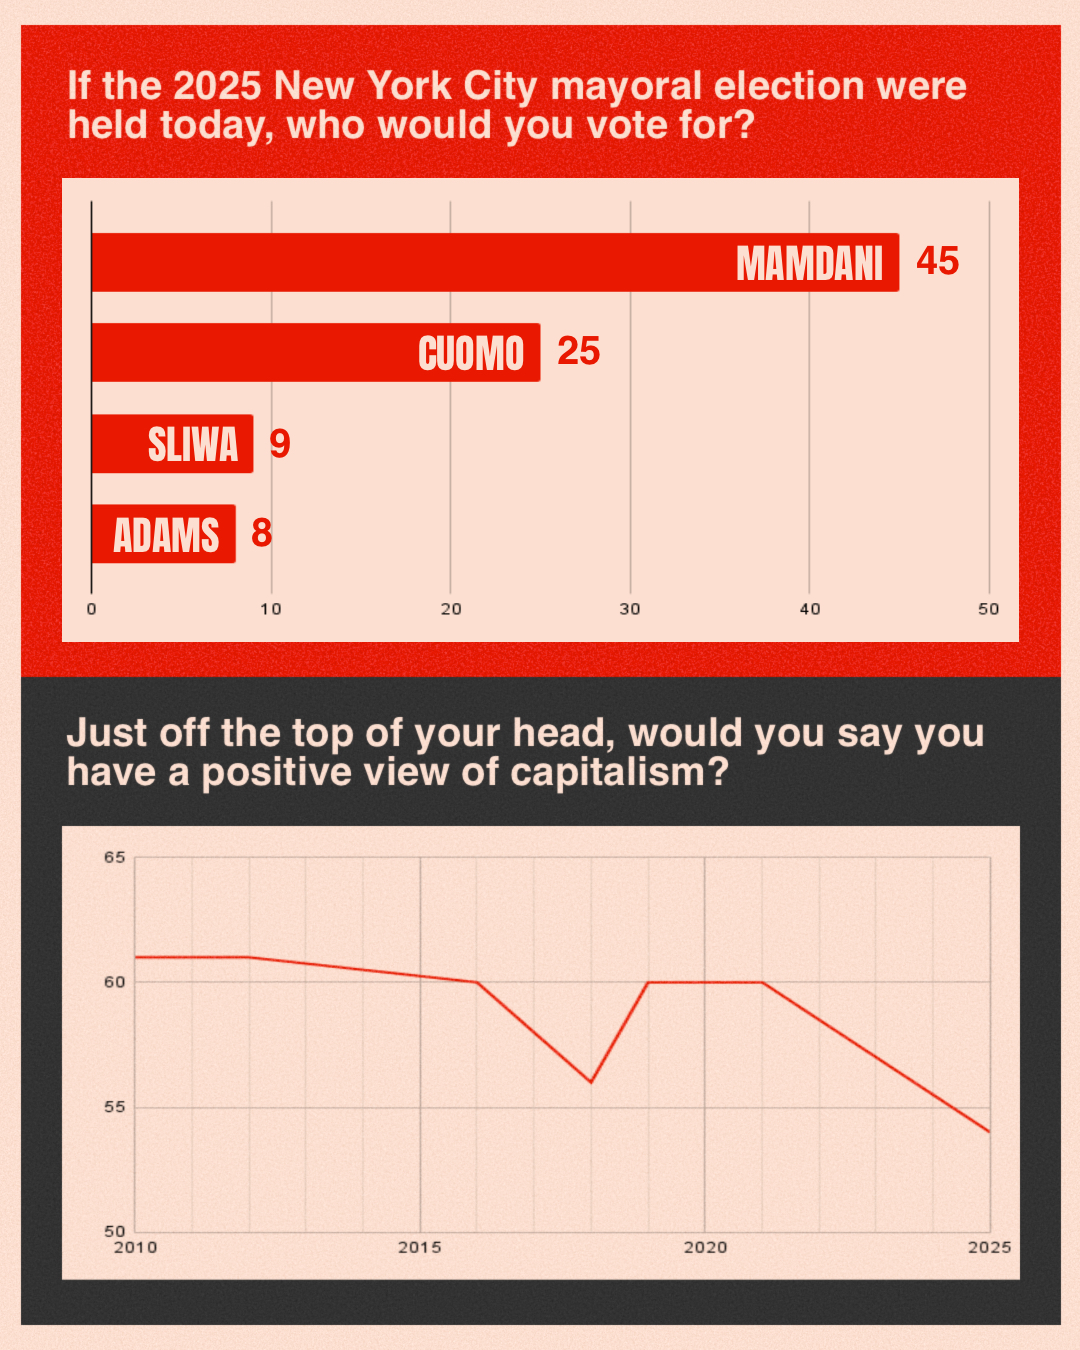 If the 2025 New York City mayoral election were
held today, who would you vote for?
MAMDANI 45
CUOMO 25
SLIWA 9
ADAMS 8
0 10 20 30 40 50
Just off the top of your head, would you say you
have a positive view of capitalism?
65
60
55
50
2010 2015 2020 2025